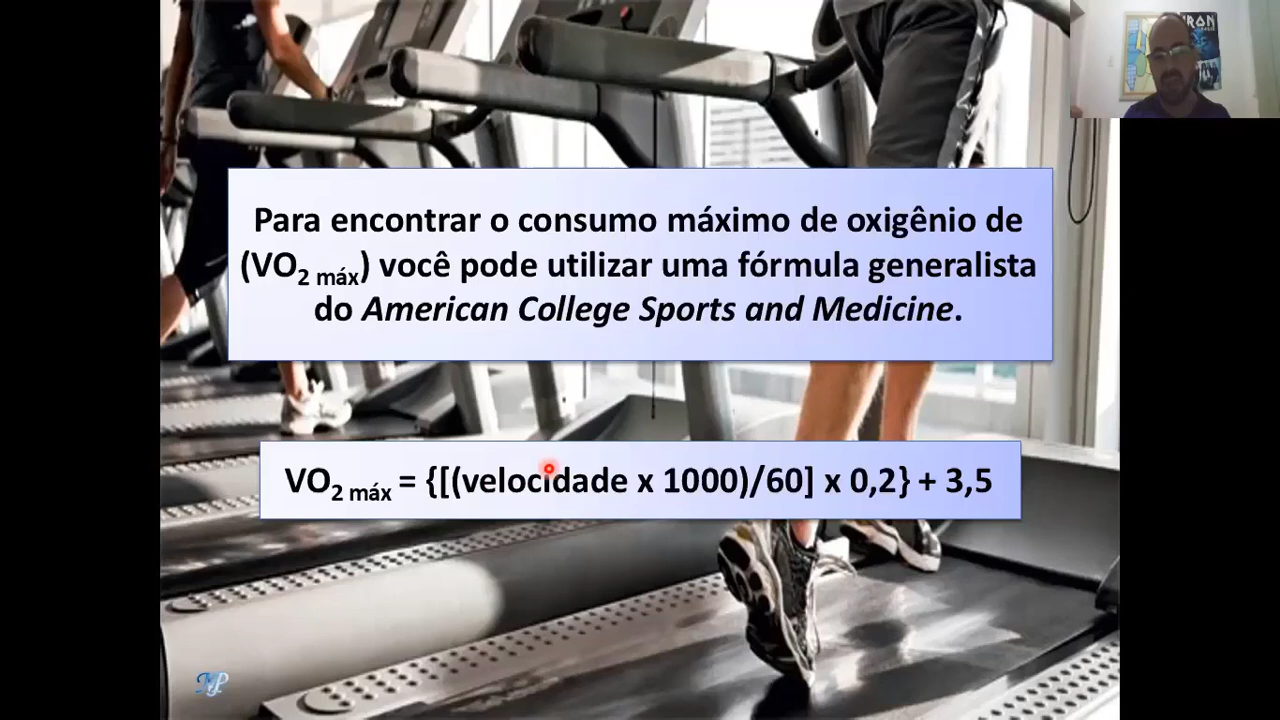 Para encontrar o consumo máximo de oxigênio de
(VO2 máx) você pode utilizar uma fórmula generalista
do American College Sports and Medicine.
VO2 máx = {[(velocidade x 1000)/60] x 0,2} + 3,5
MP